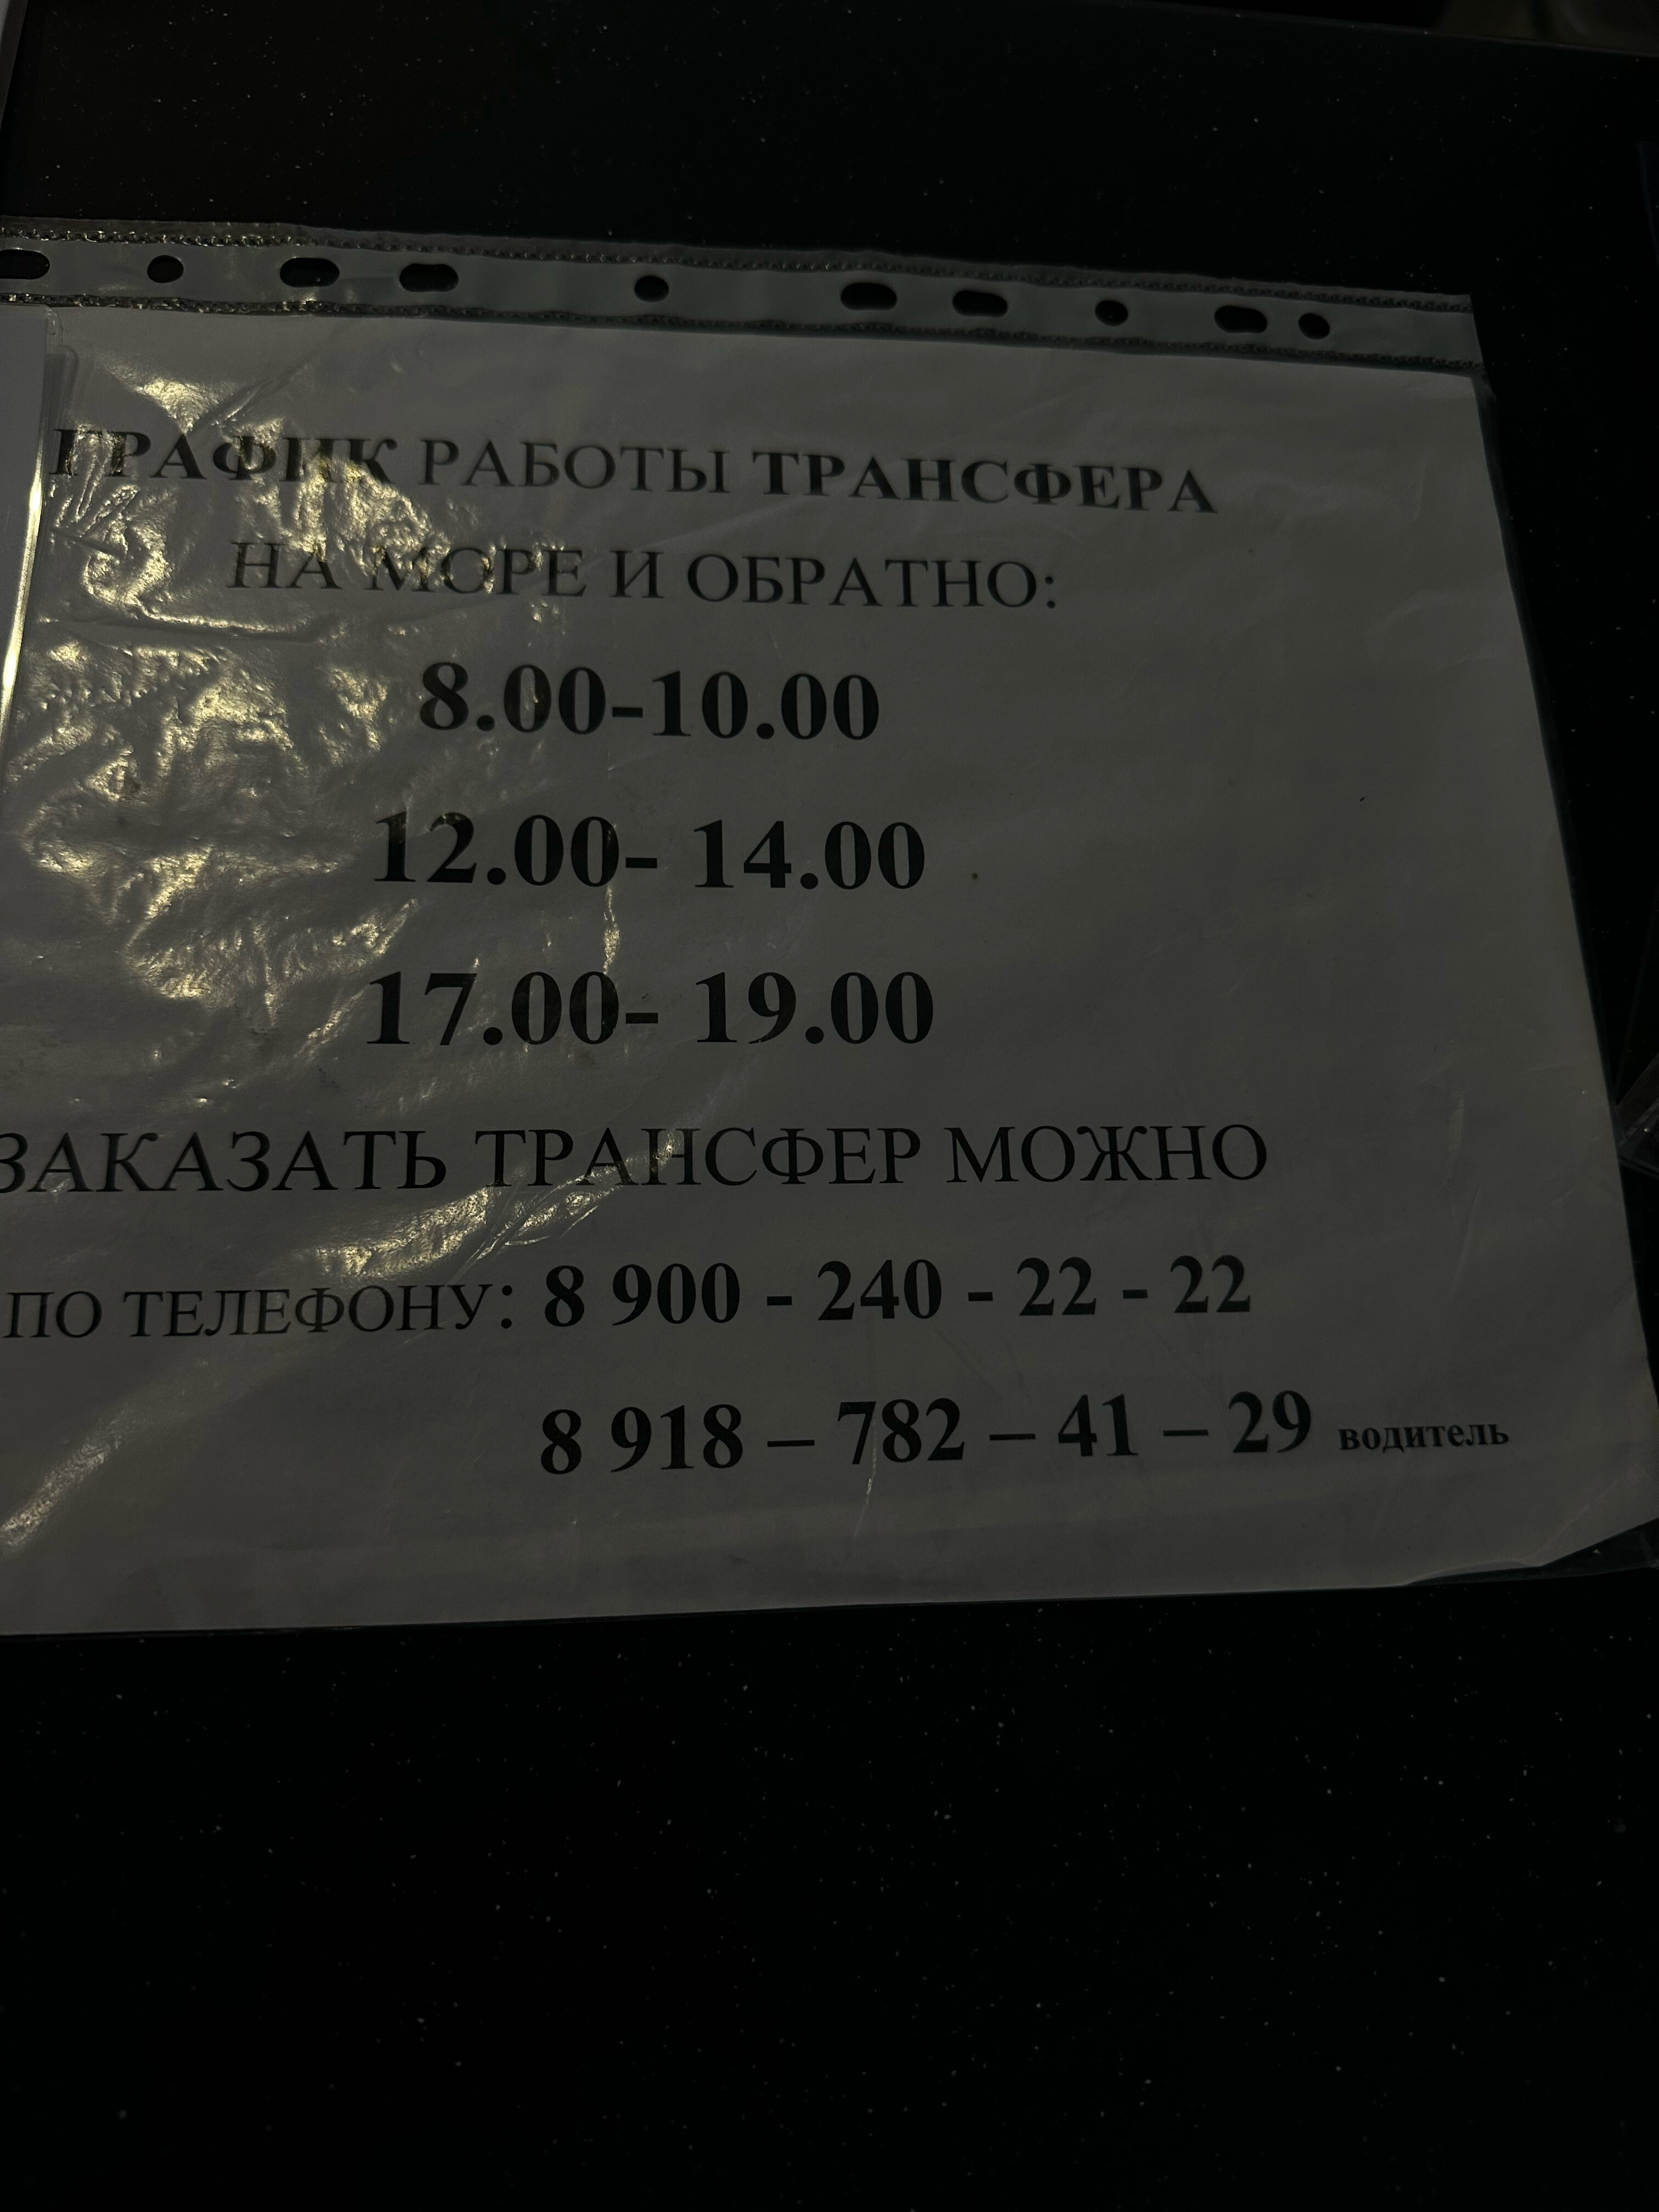 ГРАФИК РАБОТЫ ТРАНСФЕРА
НА МОРЕ И ОБРАТНО:
8.00-10.00
12.00- 14.00
17.00- 19.00
ЗАКАЗАТЬ ТРАНСФЕР МОЖНО
ПО ТЕЛЕФОНУ: 8 900 - 240 - 22 - 22
8 918 – 782 – 41 – 29 водитель